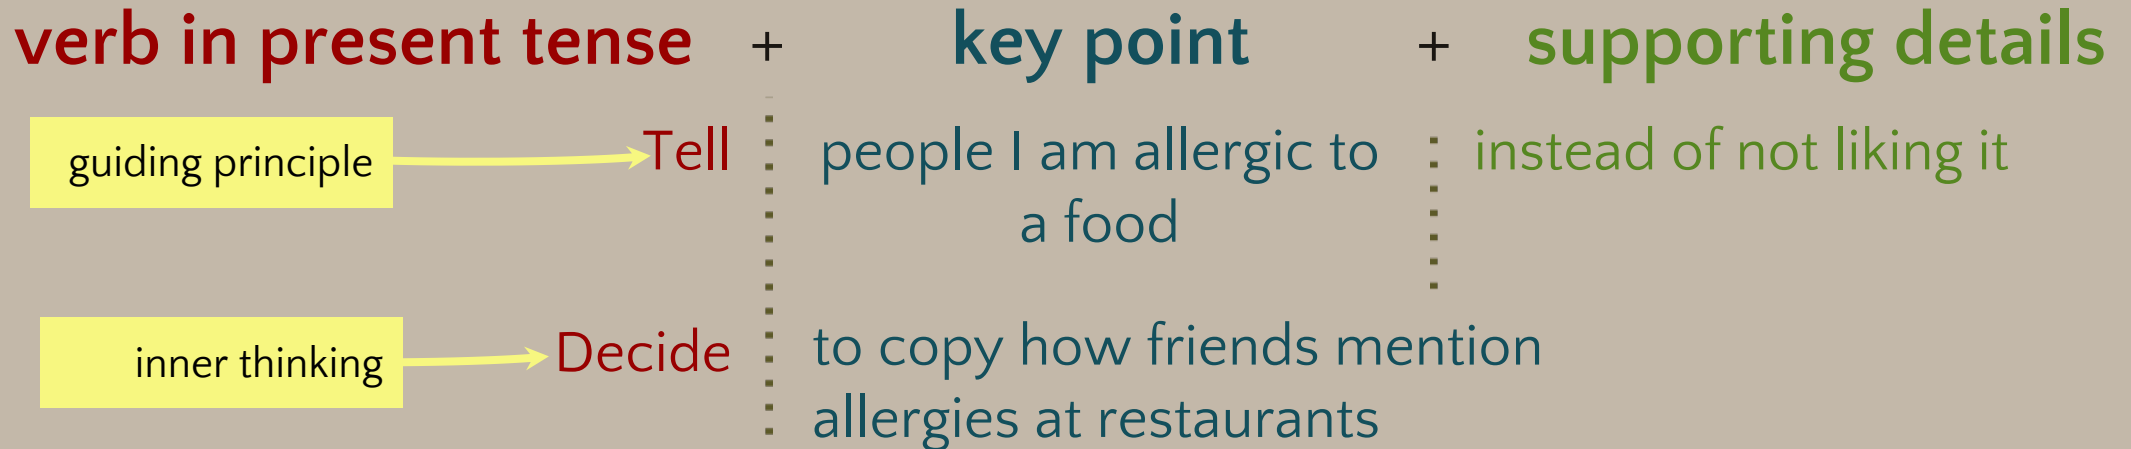 verb in present tense + key point + supporting details
guiding principle Tell people I am allergic to instead of not liking it
a food
inner thinking Decide to copy how friends mention
allergies at restaurants